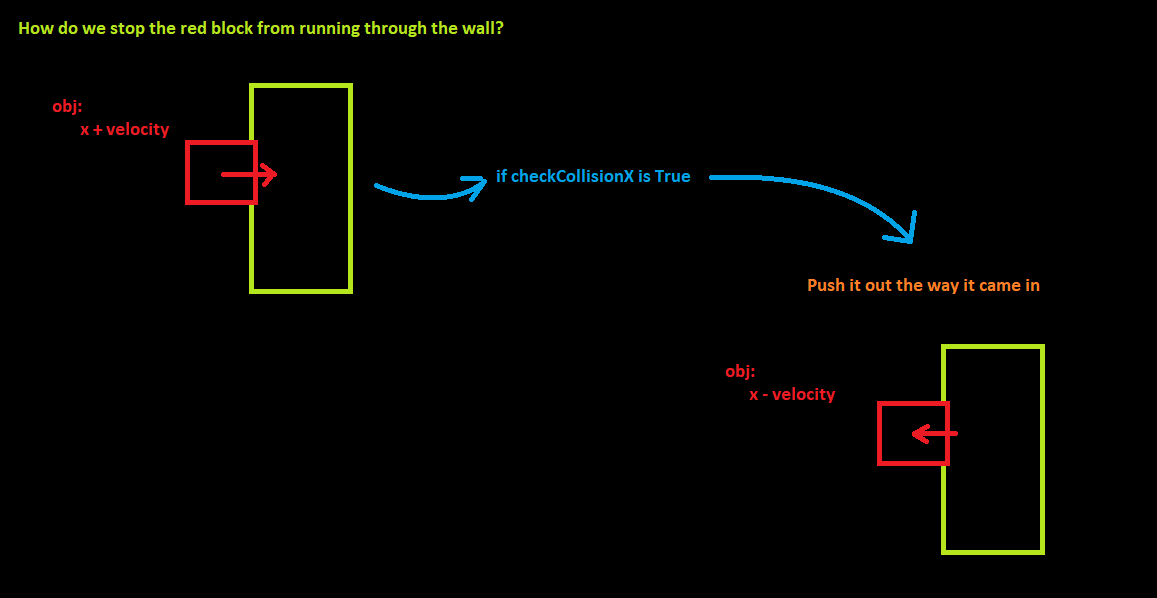 How do we stop the red block from running through the wall?
obj:
x + velocity
if checkCollisionX is True
Push it out the way it came in
obj:
x - velocity